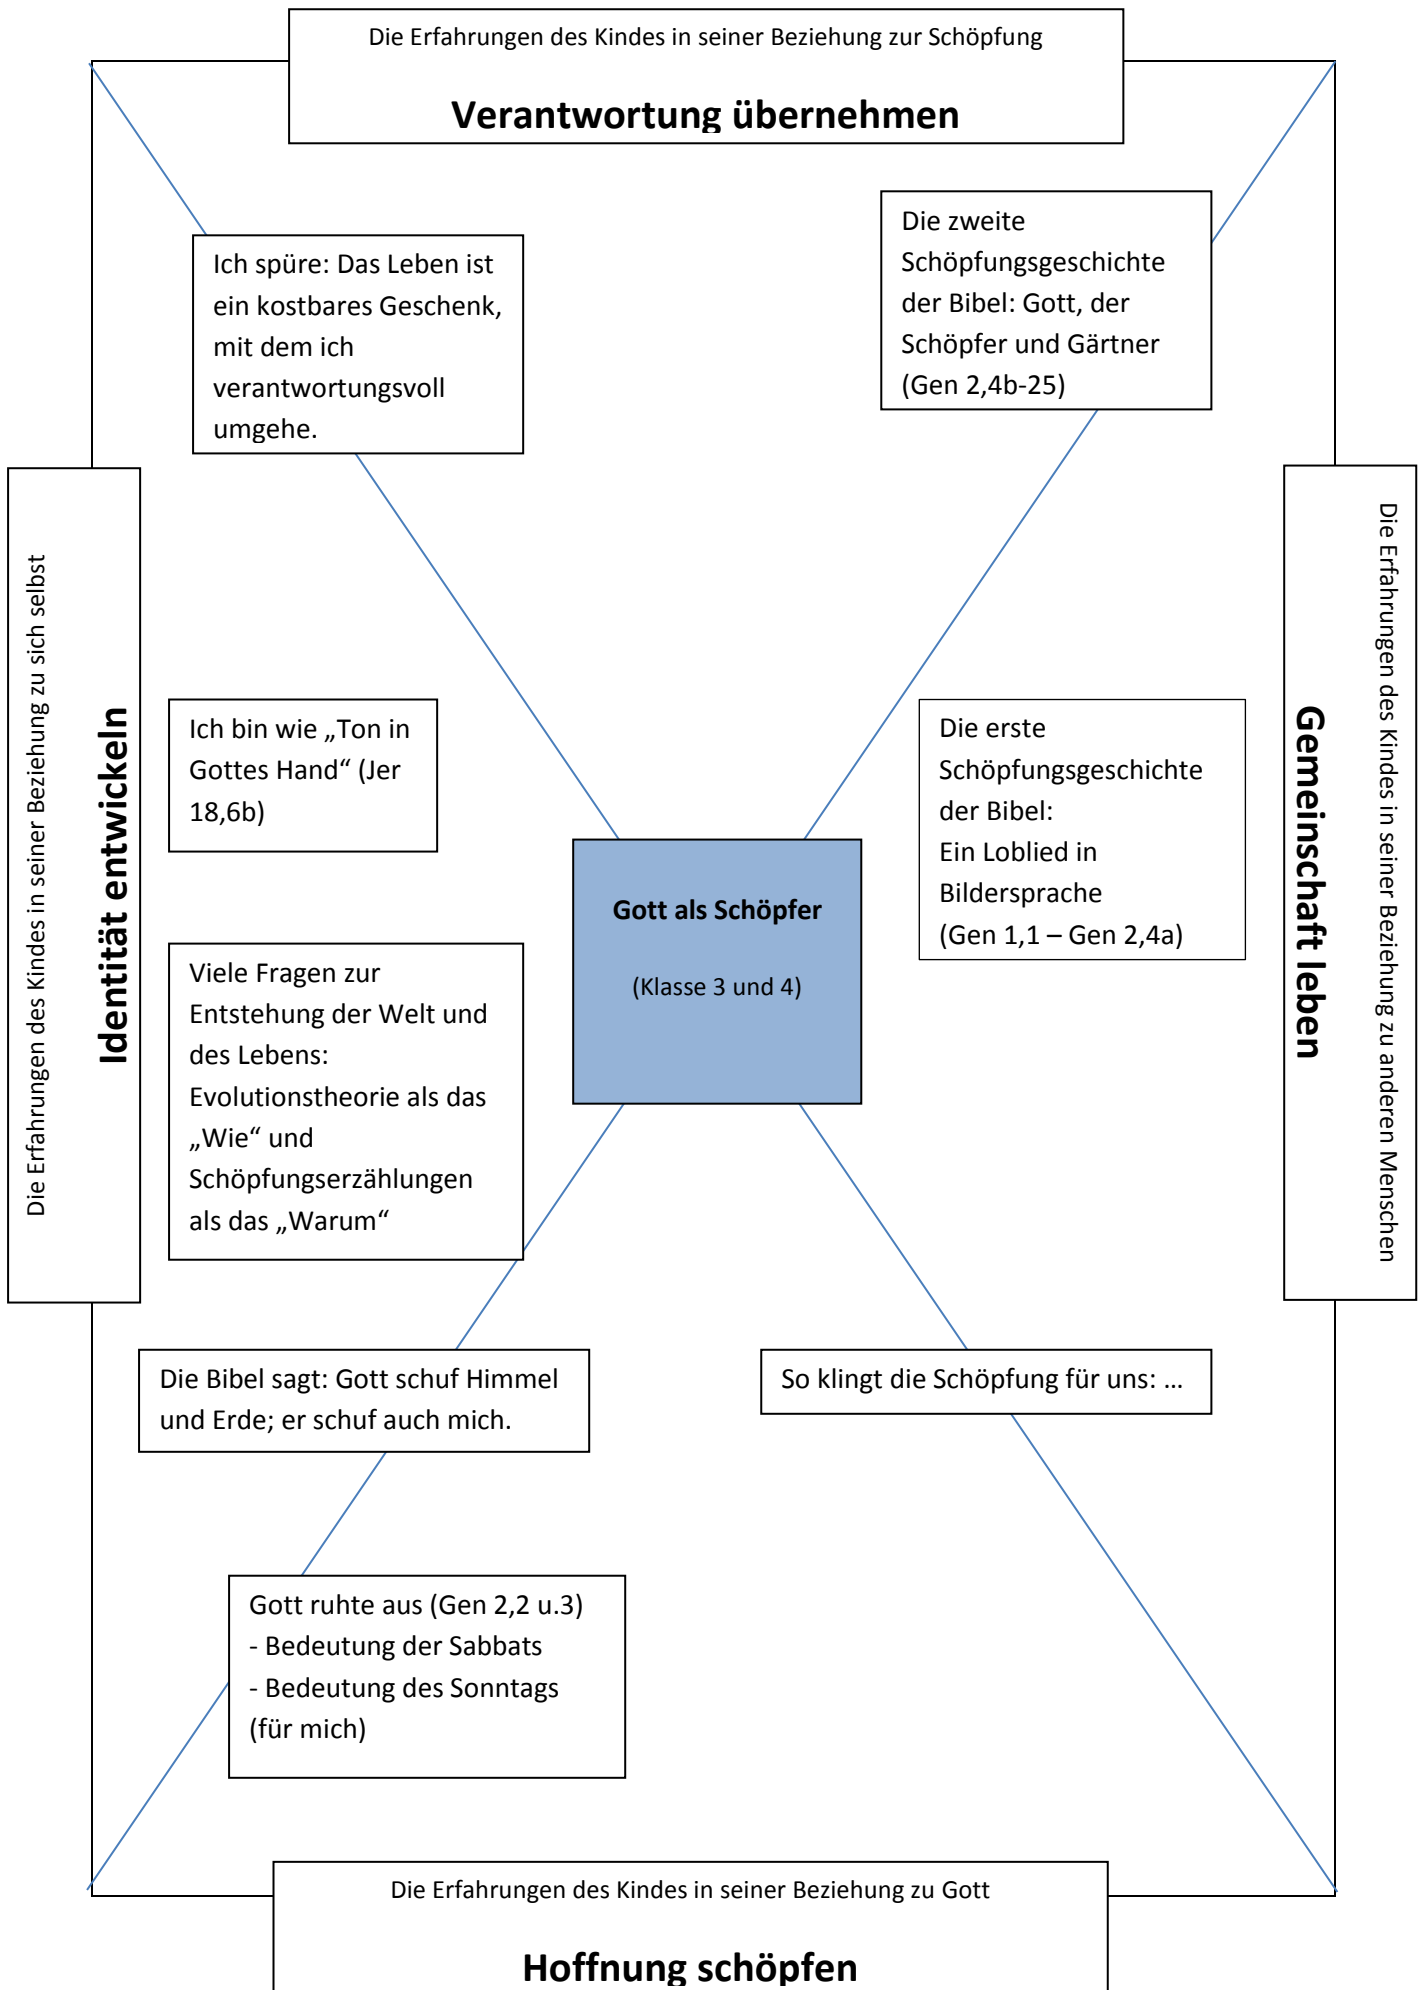 Die Erfahrungen des Kindes in seiner Beziehung zur Schöpfung
Verantwortung übernehmen
Die zweite
Schöpfungsgeschichte
der Bibel: Gott, der
Schöpfer und Gärtner
(Gen 2,4b-25)
Ich spüre: Das Leben ist
ein kostbares Geschenk,
mit dem ich
verantwortungsvoll
umgehe.
Die Erfahrungen des Kindes in seiner Beziehung zu sich selbst
Identität entwickeln
Die Erfahrungen des Kindes in seiner Beziehung zu anderen Menschen
Gemeinschaft leben
Ich bin wie „Ton in
Gottes Hand“ (Jer
18,6b)
Die erste
Schöpfungsgeschichte
der Bibel:
Ein Loblied in
Bildersprache
(Gen 1,1 – Gen 2,4a)
Gott als Schöpfer
(Klasse 3 und 4)
Viele Fragen zur
Entstehung der Welt und
des Lebens:
Evolutionstheorie als das
„Wie“ und
Schöpfungserzählungen
als das „Warum“
Die Bibel sagt: Gott schuf Himmel
und Erde; er schuf auch mich.
So klingt die Schöpfung für uns: …
Gott ruhte aus (Gen 2,2 u.3)
- Bedeutung der Sabbats
- Bedeutung des Sonntags
(für mich)
Die Erfahrungen des Kindes in seiner Beziehung zu Gott
Hoffnung schöpfen